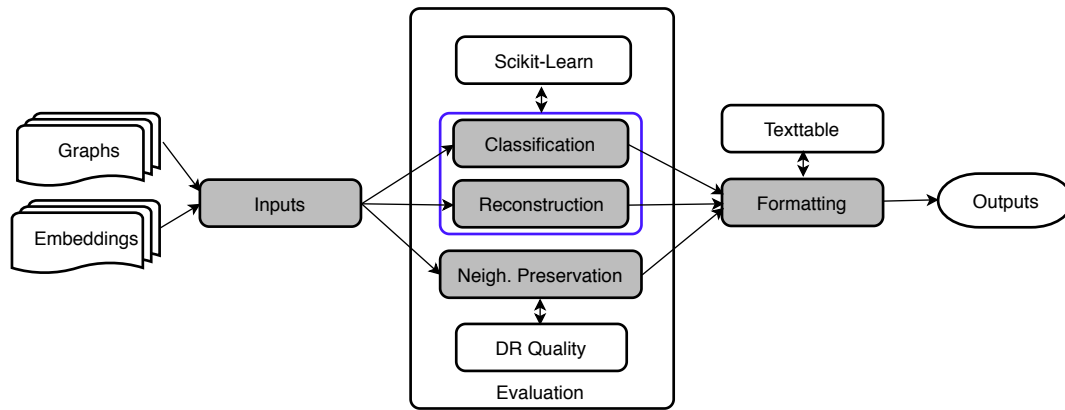 Graphs
Embeddings
Inputs
Scikit-Learn
Classification
Reconstruction
Neigh. Preservation
DR Quality
Evaluation
Texttable
Formatting
Outputs